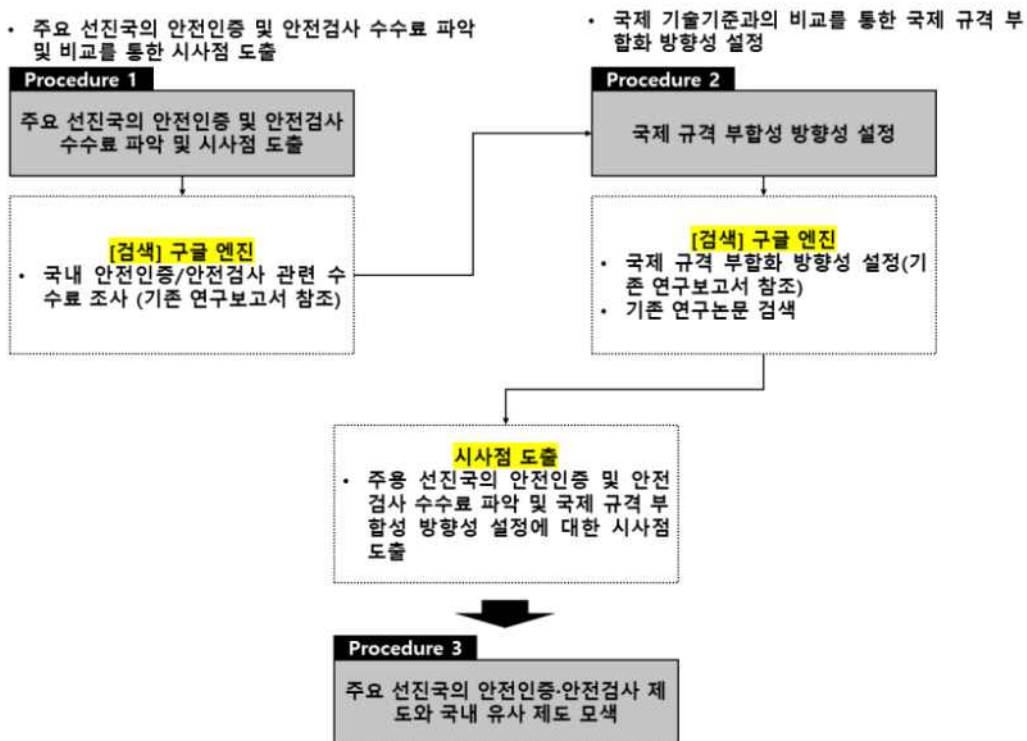 • 주요 선진국의 안전인증 및 안전검사 수수료 파악
및 비교를 통한 시사점 도출
Procedure 1
주요 선진국의 안전인증 및 안전검사
수수료 파악 및 시사점 도출
[검색] 구글 엔진
• 국내 안전인증/안전검사 관련 수
수료 조사 (기존 연구보고서 참조)
• 국제 기술기준과의 비교를 통한 국제 규격 부
합화 방향성 설정
Procedure 2
국제 규격 부합성 방향성 설정
[검색] 구글 엔진
• 국제 규격 부합화 방향성 설정(기
존 연구보고서 참조)
• 기존 연구논문 검색
시사점 도출
• 주용 선진국의 안전인증 및 안전
검사 수수료 파악 및 국제 규격 부
합성 방향성 설정에 대한 시사점
도출
Procedure 3
주요 선진국의 안전인증·안전검사 제
도와 국내 유사 제도 모색